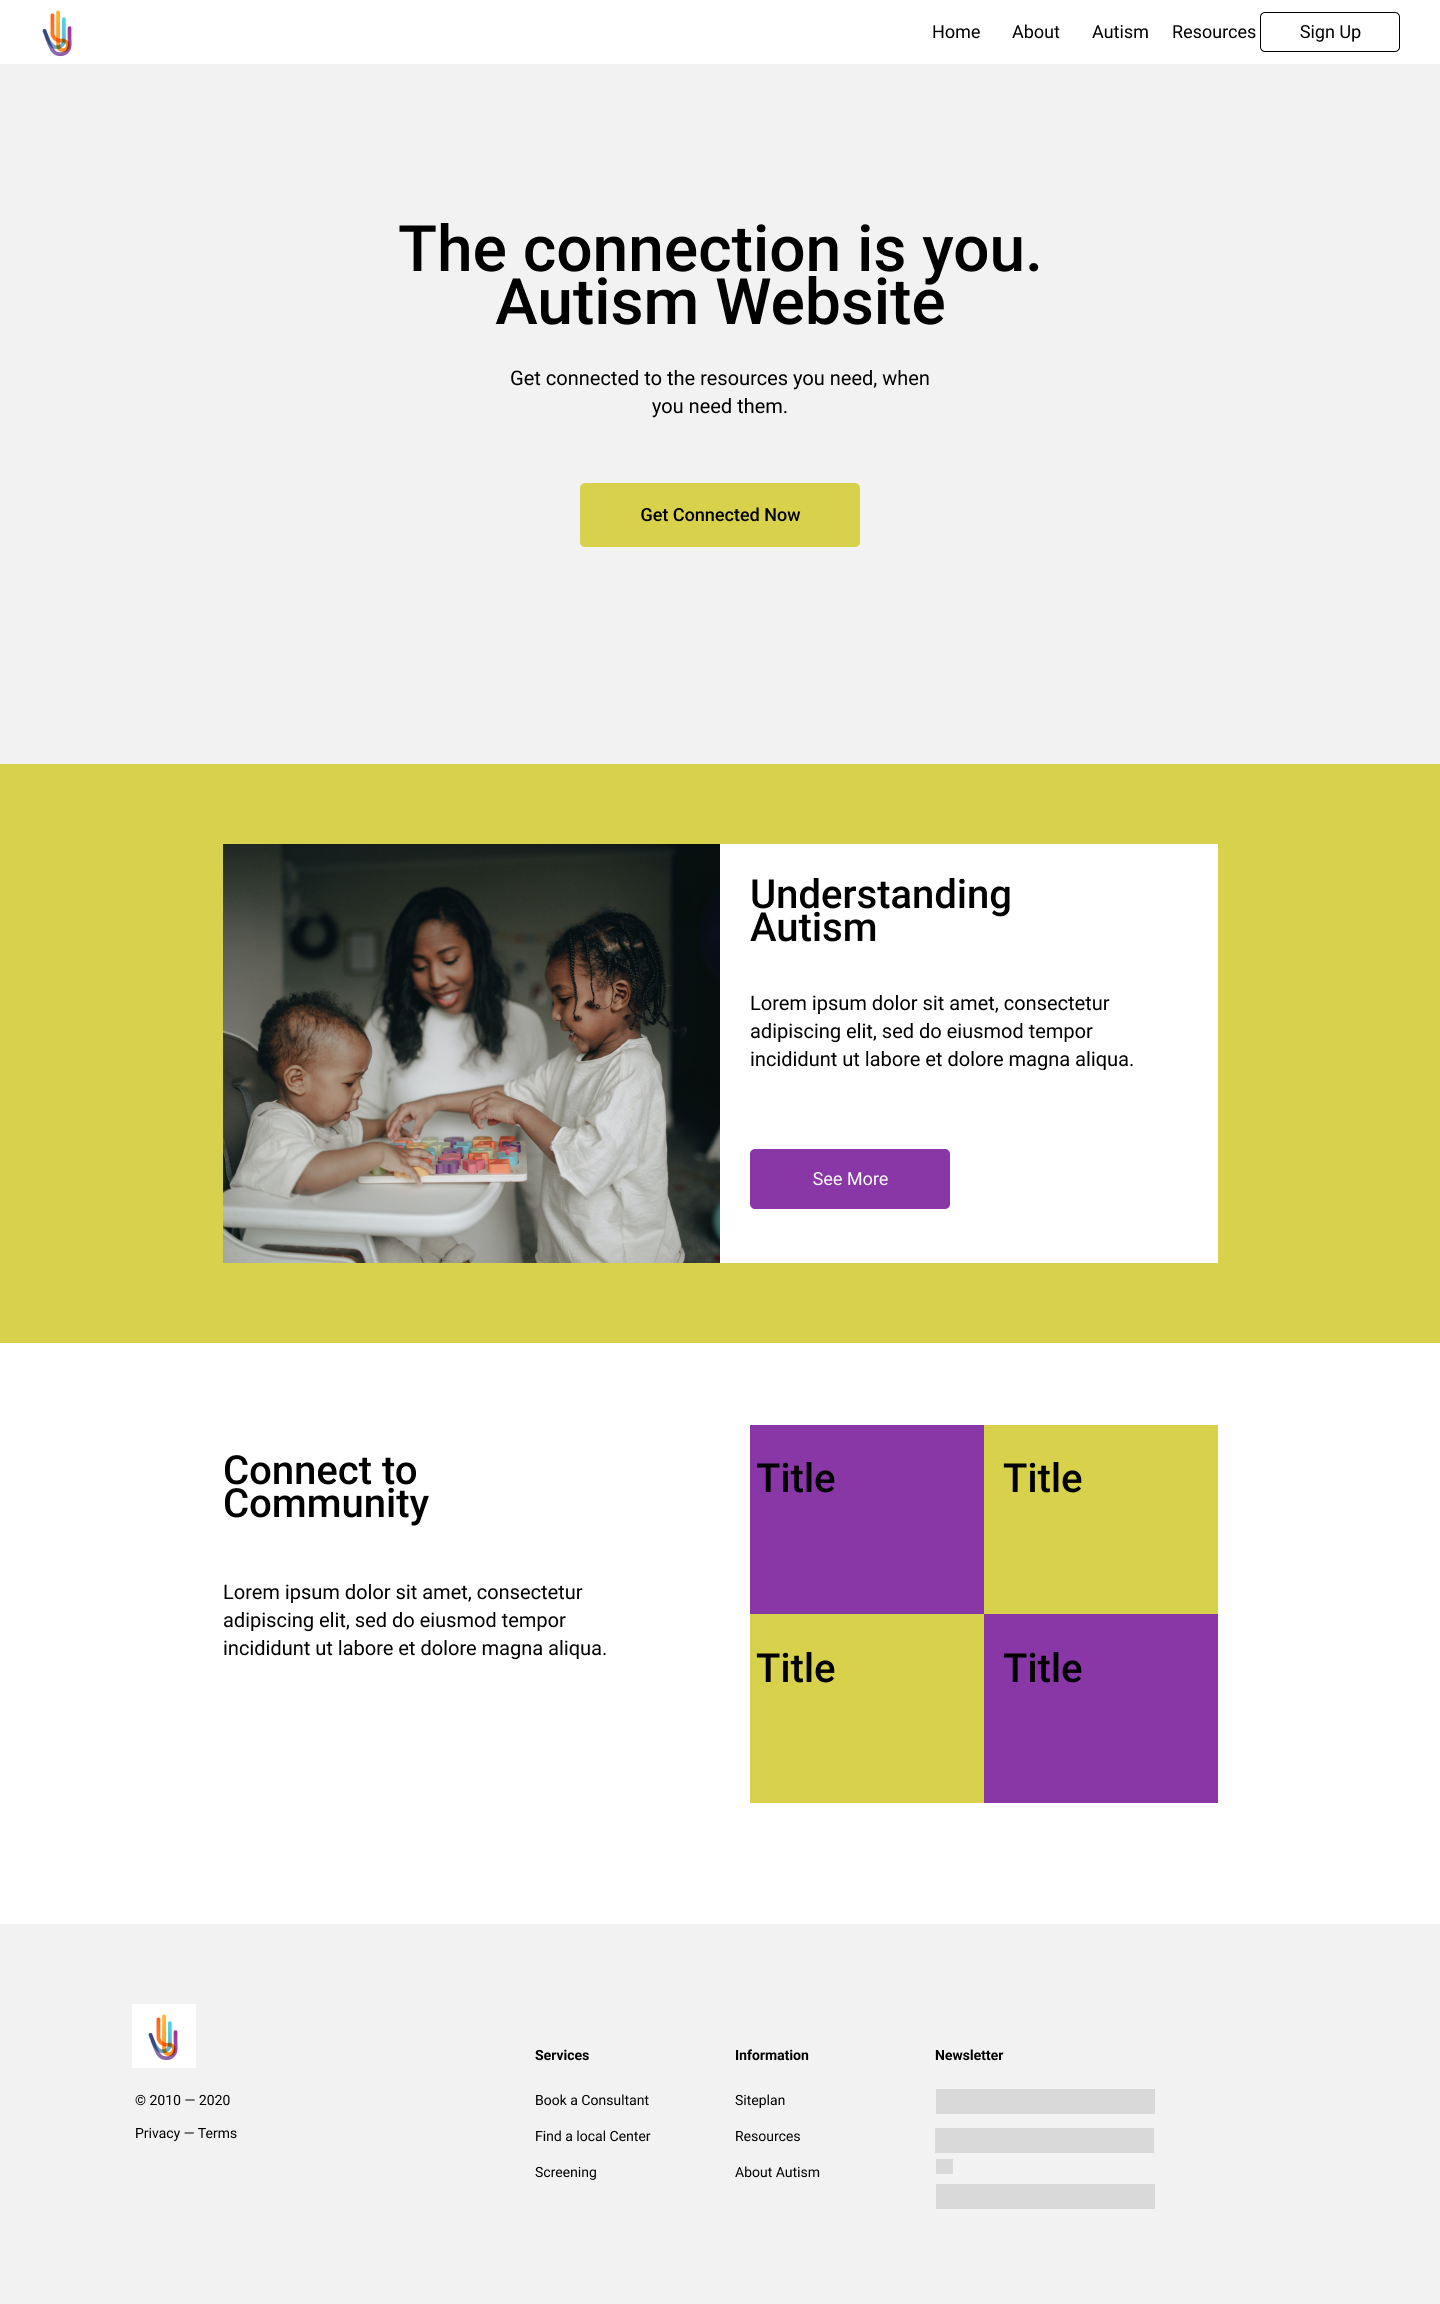 Home About Autism Resources Sign Up
The connection is you.
Autism Website
Get connected to the resources you need, when
you need them.
Get Connected Now
Understanding
Autism
Lorem ipsum dolor sit amet, consectetur
adipiscing elit, sed do eiusmod tempor
incididunt ut labore et dolore magna aliqua.
See More
Connect to
Community
Lorem ipsum dolor sit amet, consectetur
adipiscing elit, sed do eiusmod tempor
incididunt ut labore et dolore magna aliqua.
Title Title
Title Title
© 2010 — 2020
Privacy — Terms
Services
Book a Consultant
Find a local Center
Screening
Information
Siteplan
Resources
About Autism
Newsletter